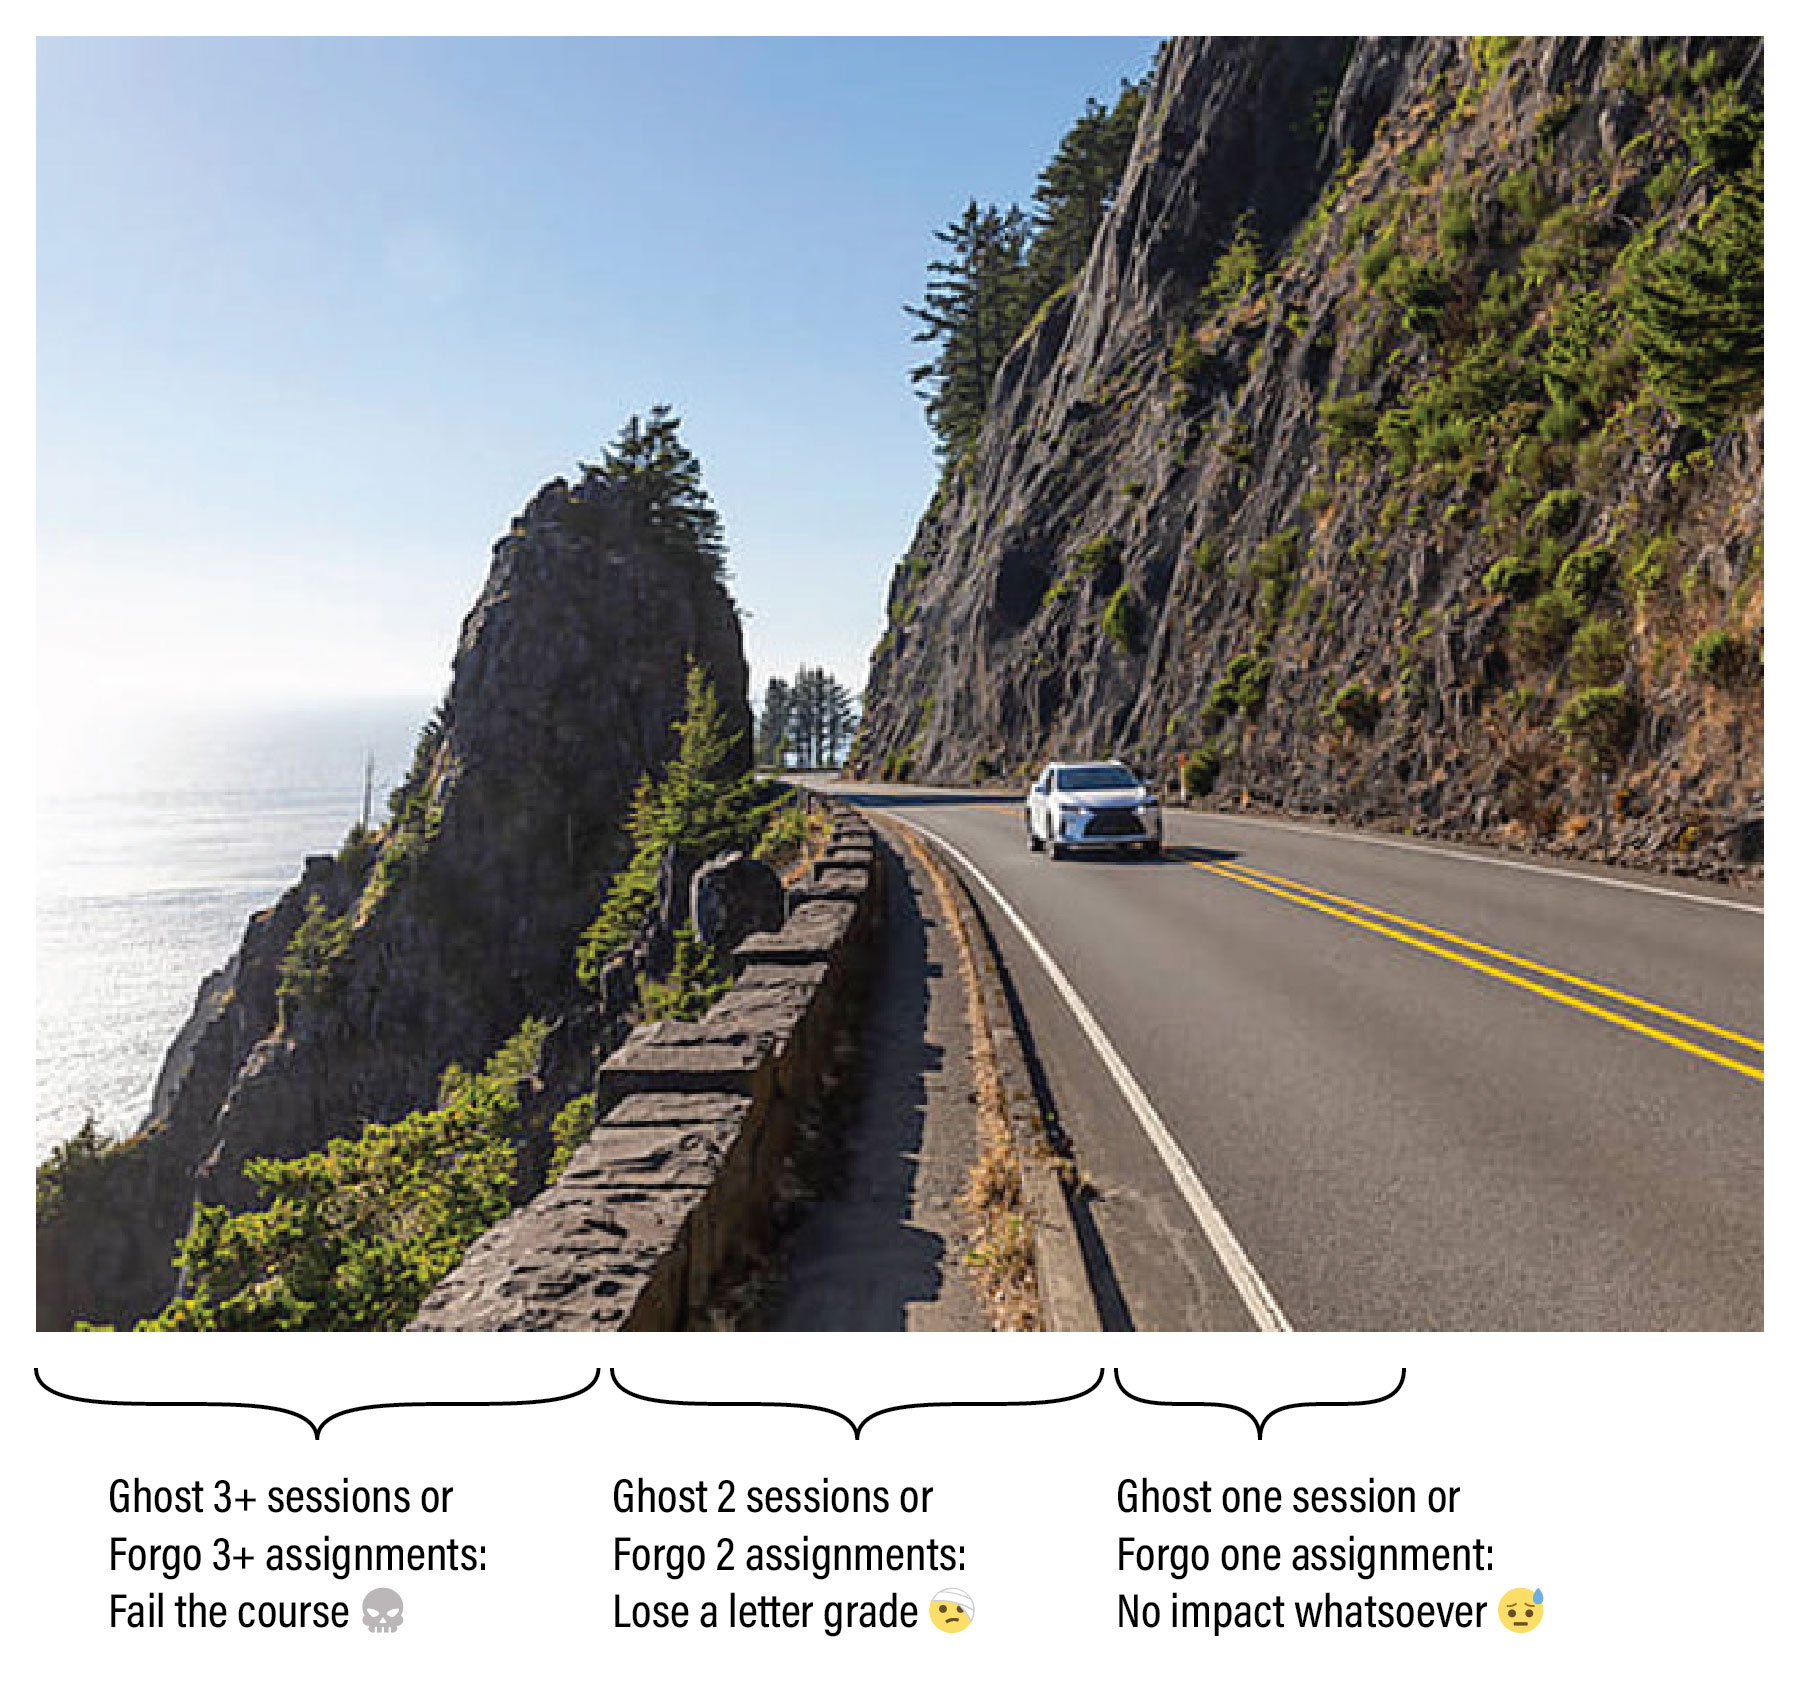 Ghost 3+ sessions or
Forgo 3+ assignments:
Fail the course 💀
Ghost 2 sessions or
Forgo 2 assignments:
Lose a letter grade 🤕
Ghost one session or
Forgo one assignment:
No impact whatsoever 😓